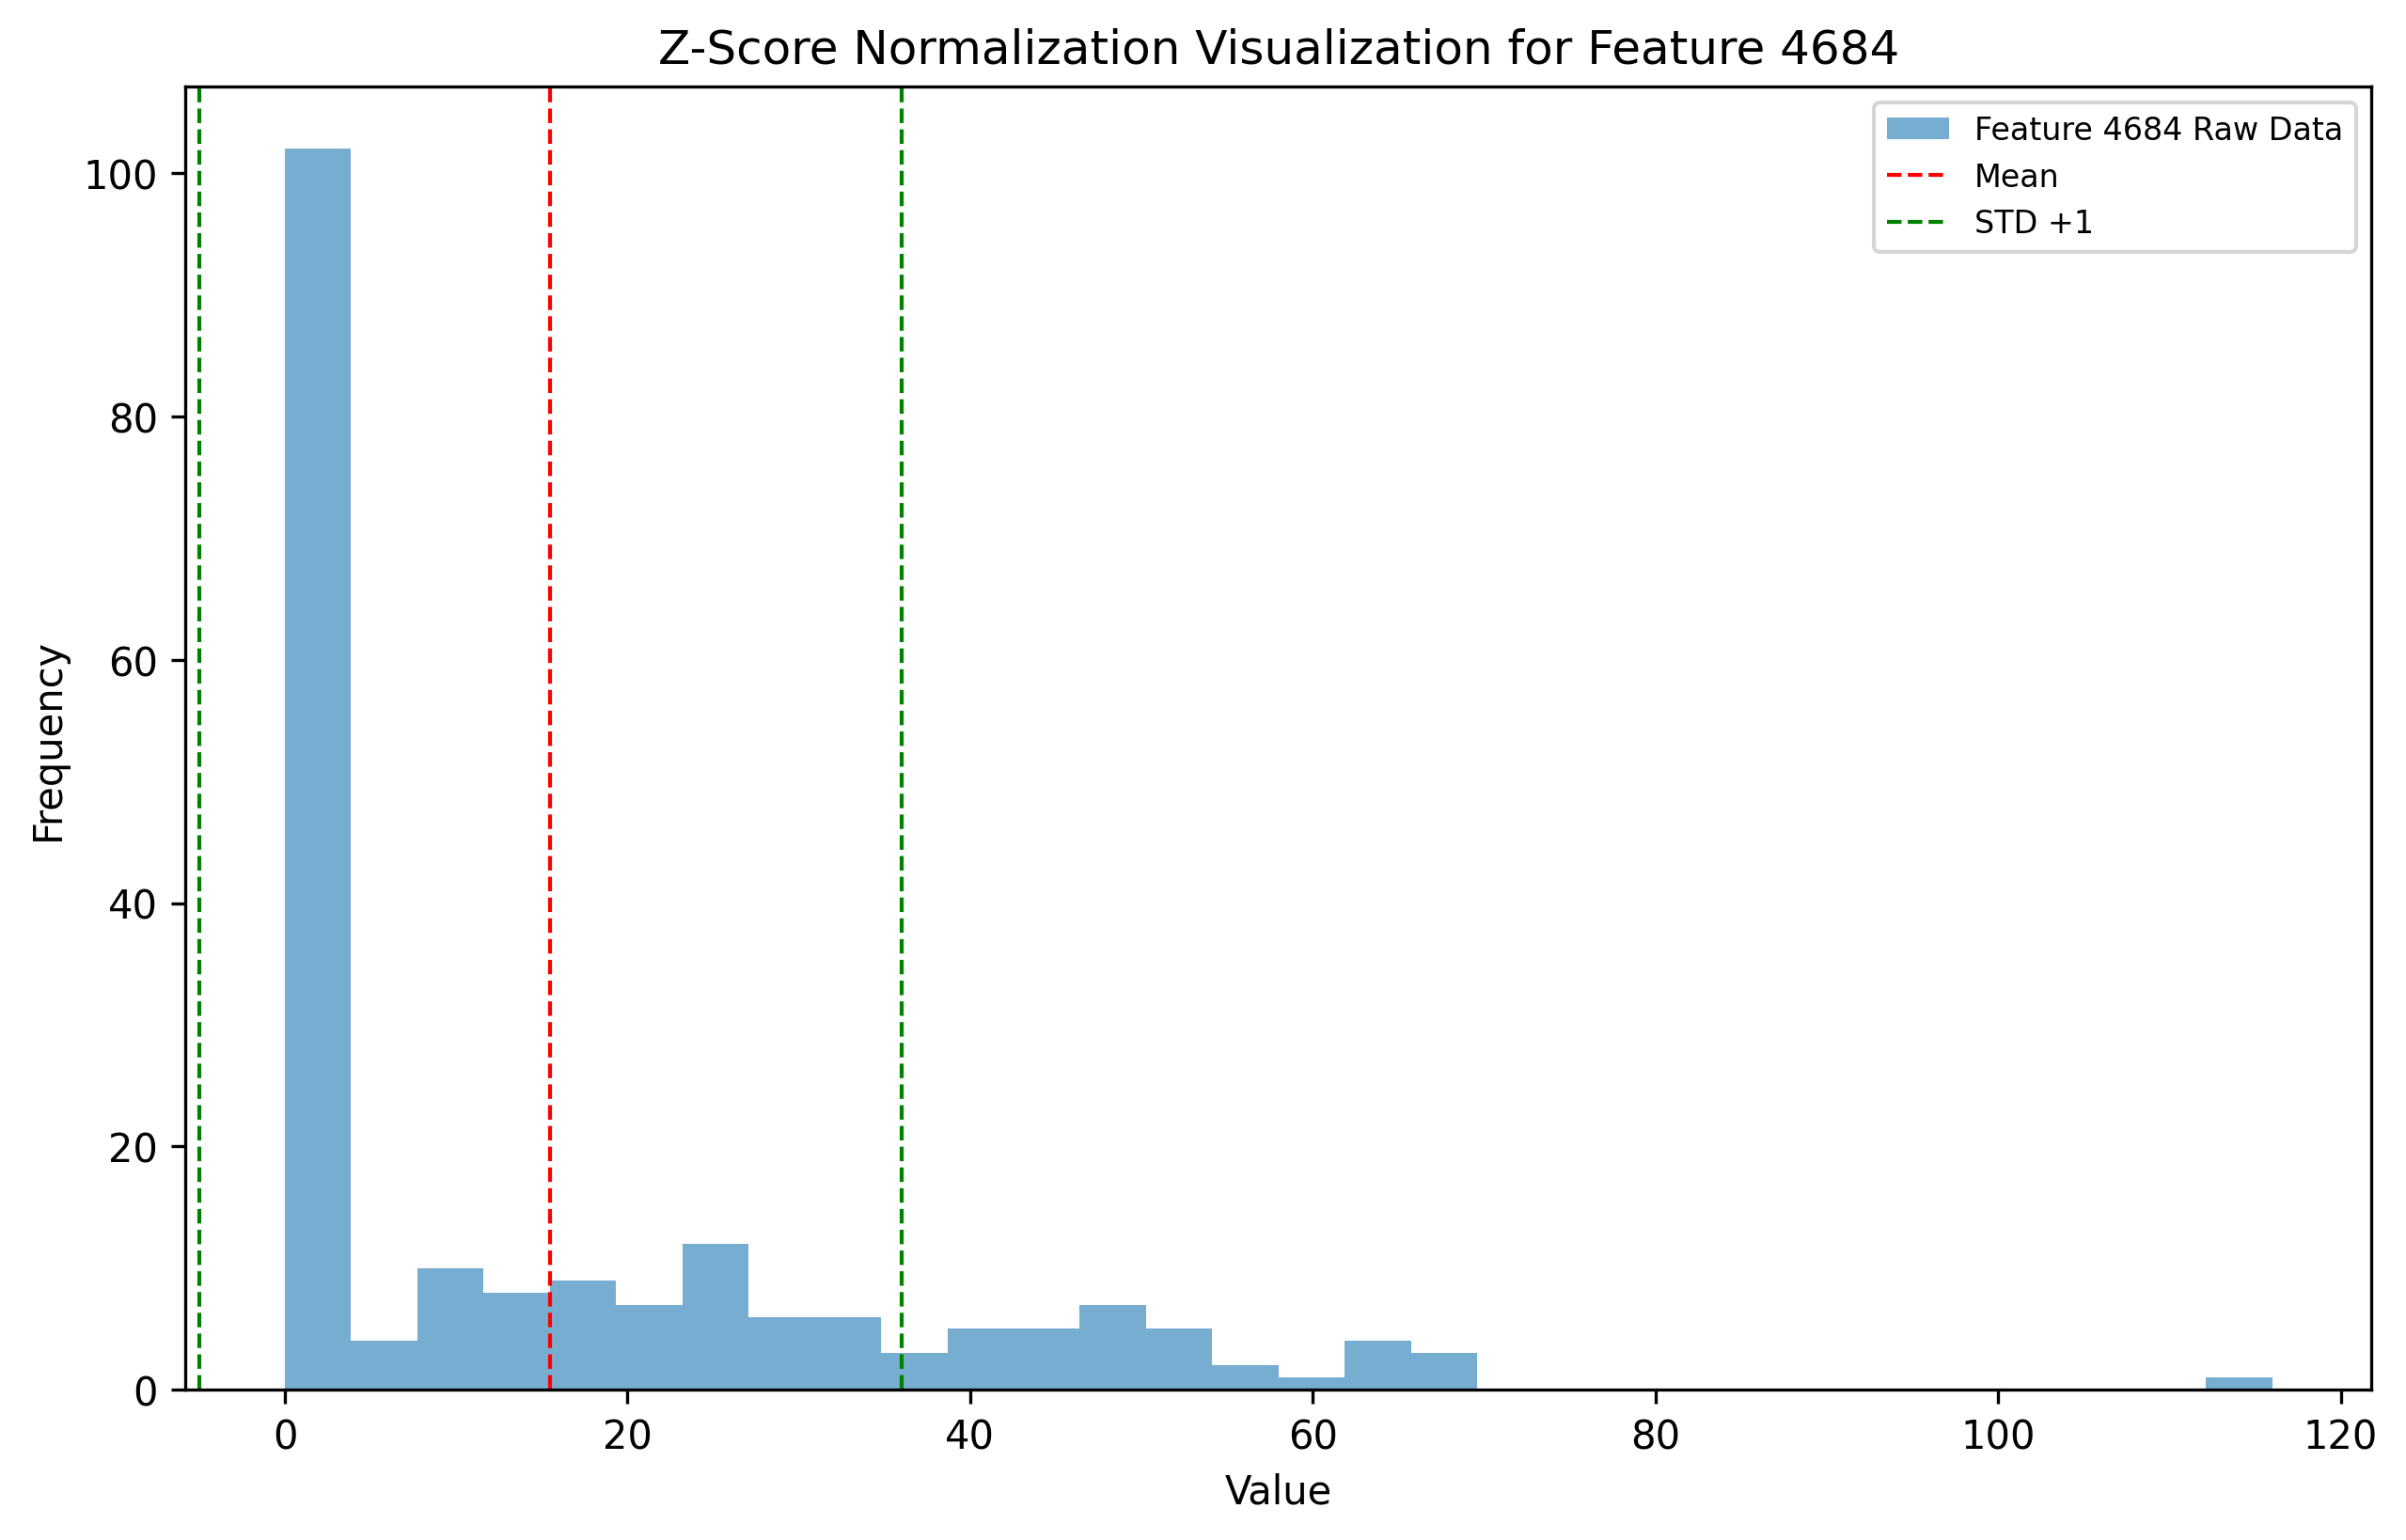 Z-Score Normalization Visualization for Feature 4684
Feature 4684 Raw Data
Mean
STD +1
100
80
60
40
20
0
Frequency
0 20 40 60 80 100 120
Value